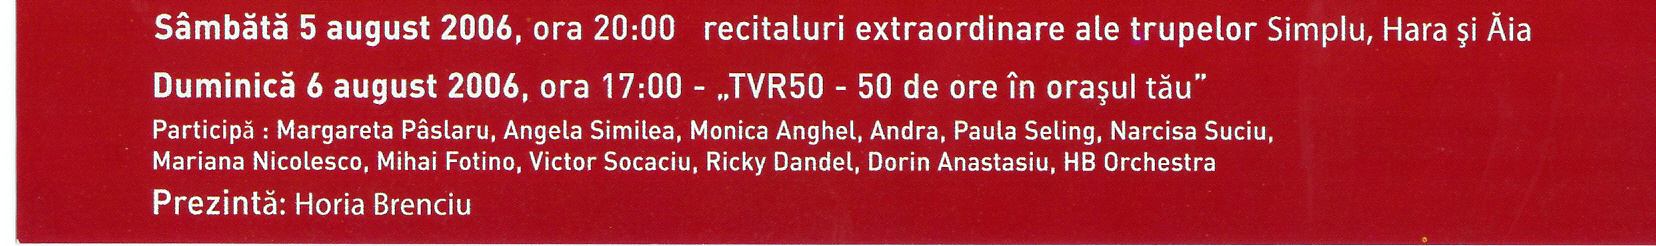 Sâmbătă 5 august 2006, ora 20:00 recitaluri extraordinare ale trupelor Simplu, Hara şi Ăia
Duminică 6 august 2006, ora 17:00 - „TVR50 - 50 de ore în oraşul tău”
Participă : Margareta Pâslaru, Angela Similea, Monica Anghel, Andra, Paula Seling, Narcisa Suciu,
Mariana Nicolesco, Mihai Fotino, Victor Socaciu, Ricky Dandel, Dorin Anastasiu, HB Orchestra
Prezintă: Horia Brenciu